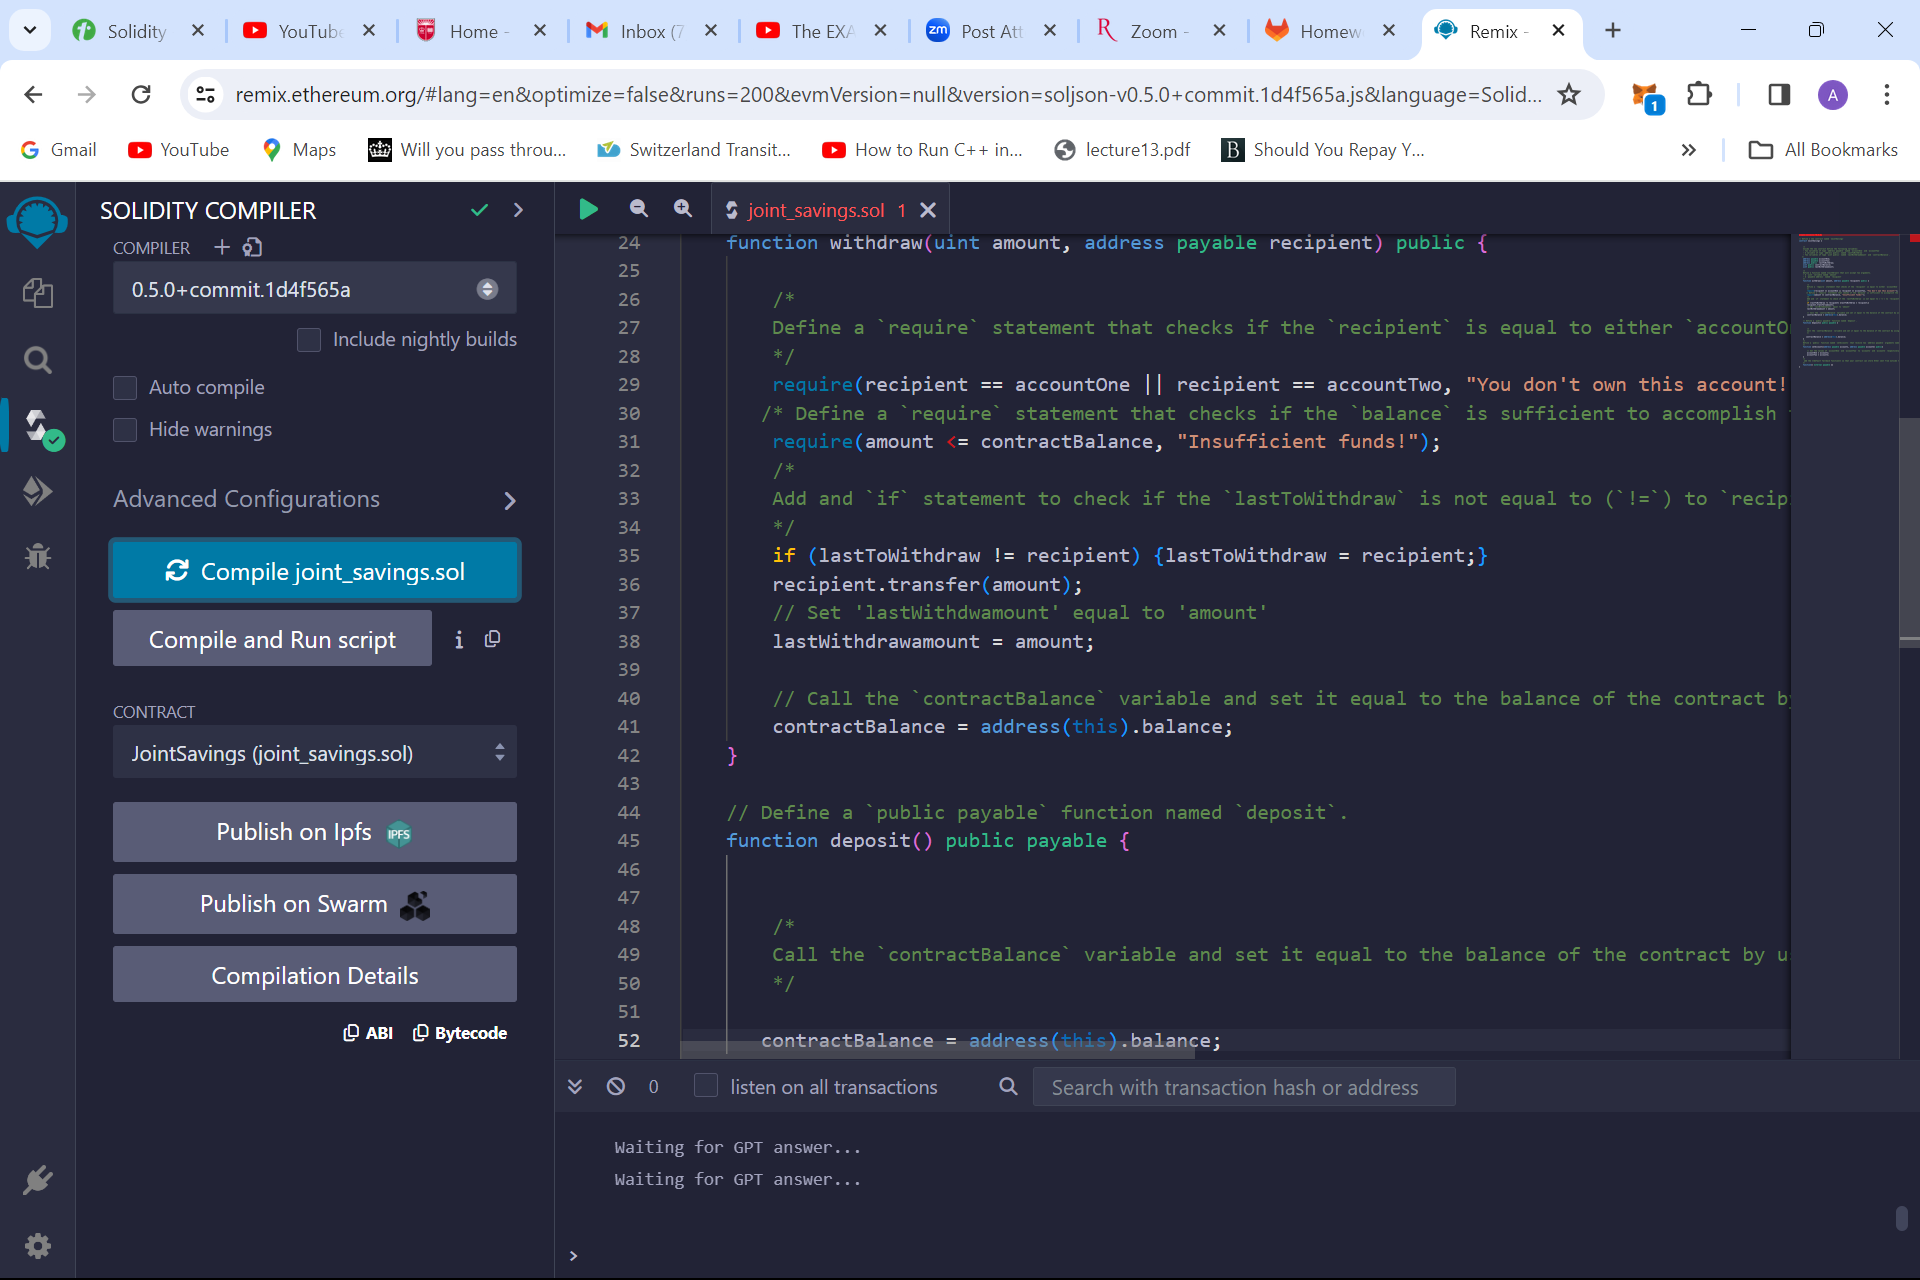 Solidity
YouTube
Home -
Inbox (7
The EXA
zm Post Att
Zoom -
Homew
Remix -
remix.ethereum.org/#lang=en&optimize=false&runs=200&evmVersion=null&version=soljson-v0.5.0+commit.1d4f565a.js&language=Solid...
1
A
Gmail
YouTube
Maps
Will you pass throu...
Switzerland Transit...
How to Run C++ in...
lecture13.pdf
B Should You Repay Y...
All Bookmarks
SOLIDITY COMPILER
COMPILER
0.5.0+commit.1d4f565a
Include nightly builds
Auto compile
Hide warnings
Advanced Configurations
Compile joint_savings.sol
Compile and Run script
CONTRACT
JointSavings (joint_savings.sol)
Publish on Ipfs IPFS
Publish on Swarm
Compilation Details
ABI
Bytecode
joint_savings.sol 1
24 function withdraw(uint amount, address payable recipient) public {
25
26 /*
27 Define a `require` statement that checks if the `recipient` is equal to either `accountO
28 */
29 require(recipient == accountOne || recipient == accountTwo, "You don't own this account!
30 /* Define a `require` statement that checks if the `balance` is sufficient to accomplish
31 require(amount <= contractBalance, "Insufficient funds!");
32 /*
33 Add and `if` statement to check if the `lastToWithdraw` is not equal to (`!=`) to `recip
34 */
35 if (lastToWithdraw != recipient) {lastToWithdraw = recipient;}
36 recipient.transfer(amount);
37 // Set 'lastWithdwamount' equal to 'amount'
38 lastWithdrawamount = amount;
39
40 // Call the `contractBalance` variable and set it equal to the balance of the contract by
41 contractBalance = address(this).balance;
42 }
43
44 // Define a `public payable` function named `deposit`.
45 function deposit() public payable {
46
47
48 /*
49 Call the `contractBalance` variable and set it equal to the balance of the contract by u
50 */
51
52 contractBalance = address(this).balance;
0
listen on all transactions
Search with transaction hash or address
Waiting for GPT answer...
Waiting for GPT answer...
>